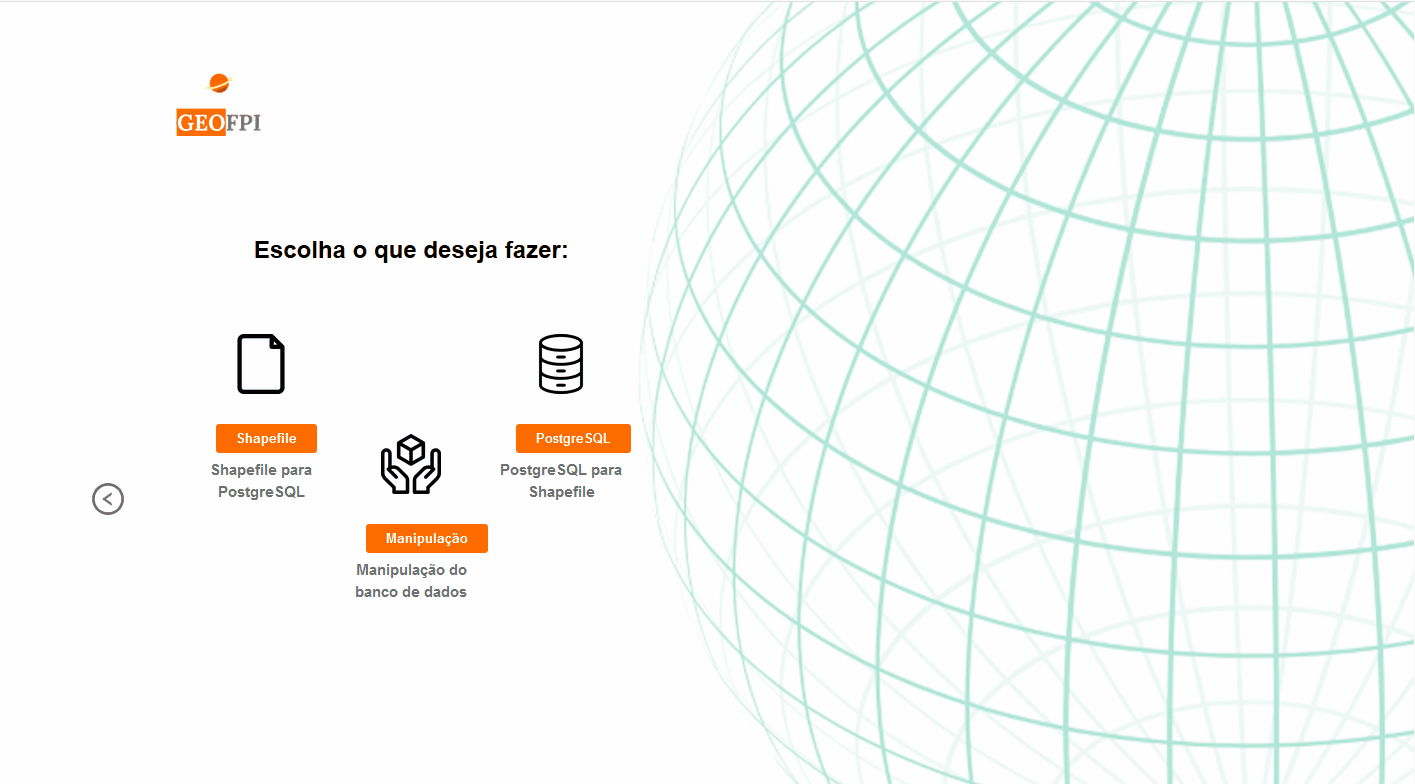 GEOFPI
Escolha o que deseja fazer:
Shapefile
Shapefile para
PostgreSQL
PostgreSQL
PostgreSQL para
Shapefile
Manipulação
Manipulação do
banco de dados